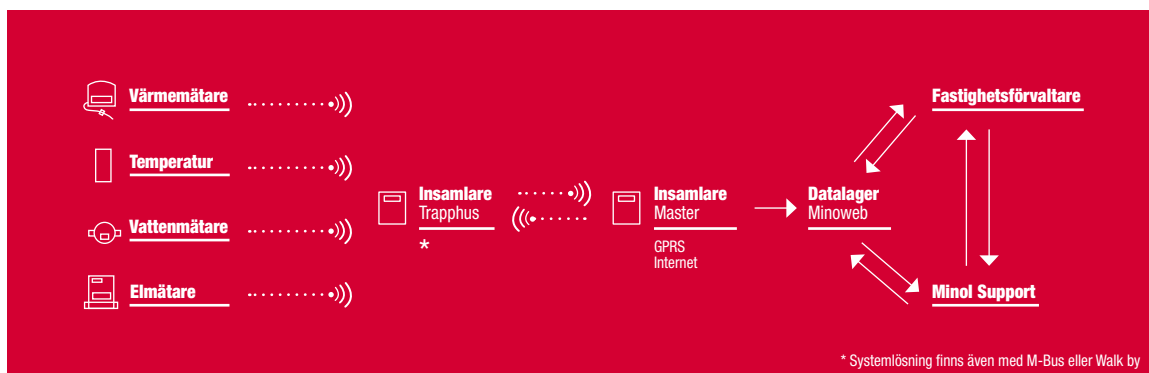 Värmemätare
Temperatur
Vattenmätare
Elmätare
Insamlare
Trapphus
*
Insamlare
Master
GPRS
Internet
Datalager
Minoweb
Fastighetsförvaltare
Minol Support
* Systemlösning finns även med M-Bus eller Walk by